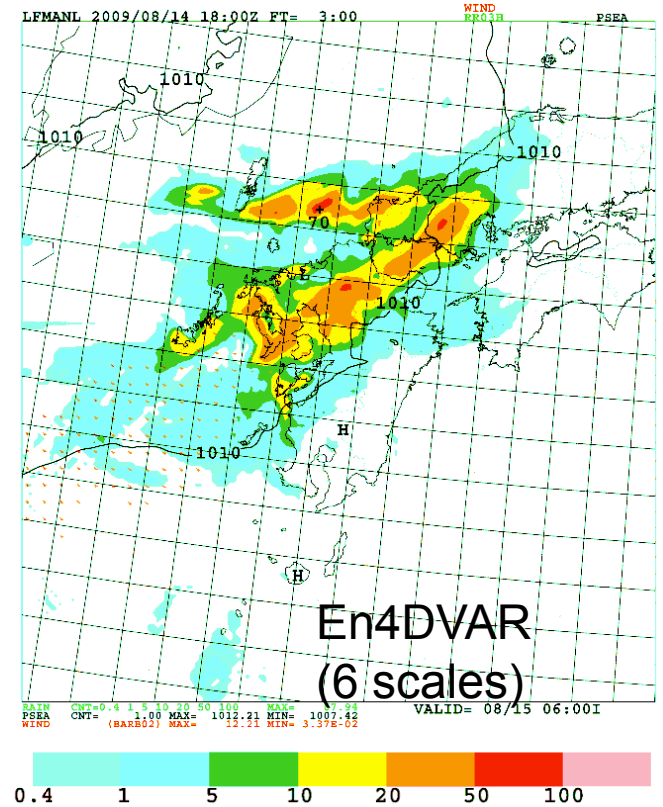 WIND
LFMANL 2009/08/14 18:00Z FT= 3:00 RR03H PSEA
1010
1010
1010
70
1010
H
1010
H
En4DVAR
(6 scales)
RAIN CNT=0.4 1 5 10 20 50 100 MAX= 57.94
PSEA CNT= 1.00 MAX= 1012.21 MIN= 1007.42
WIND (BARB02) MAX= 12.21 MIN= 3.37E-02
VALID= 08/15 06:00I
0.4 1 5 10 20 50 100